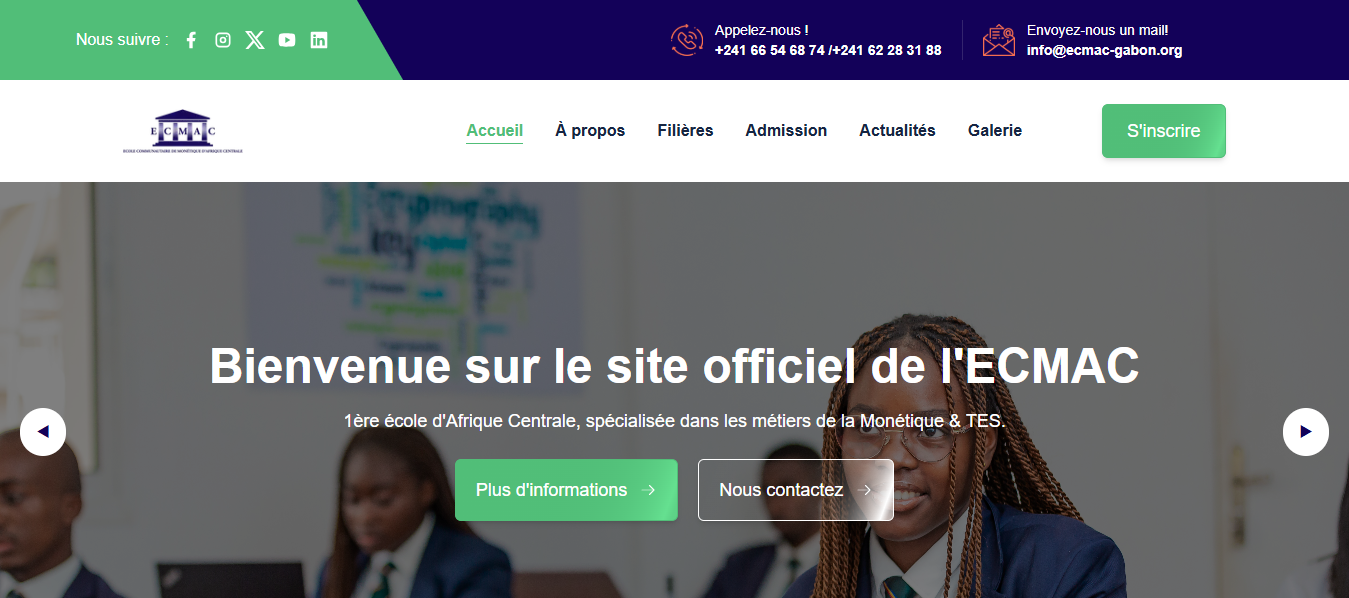 Nous suivre :
Appelez-nous !
+241 66 54 68 74 /+241 62 28 31 88
Envoyez-nous un mail!
info@ecmac-gabon.org
E C M A C
ECOLE COMMUNAUTAIRE DE MONÉTIQUE D'AFRIQUE CENTRALE
Accueil
À propos
Filières
Admission
Actualités
Galerie
S'inscrire
Bienvenue sur le site officiel de l'ECMAC
1ère école d'Afrique Centrale, spécialisée dans les métiers de la Monétique & TES.
Plus d'informations
Nous contactez